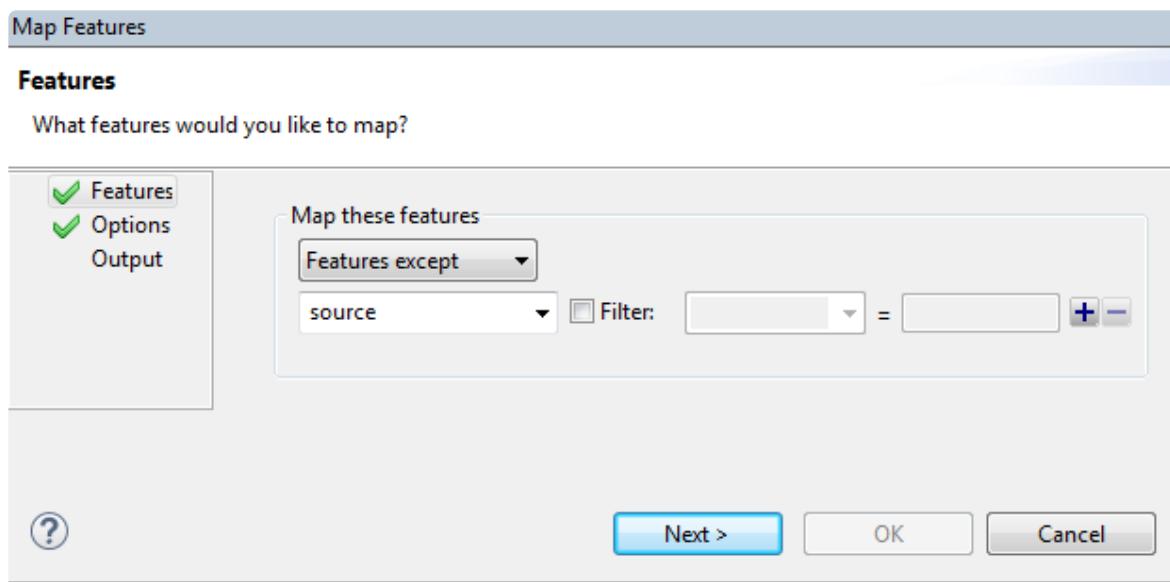 Map Features
Features
What features would you like to map?
Features
Options
Output
Map these features
Features except
source Filter: =
? Next > OK Cancel